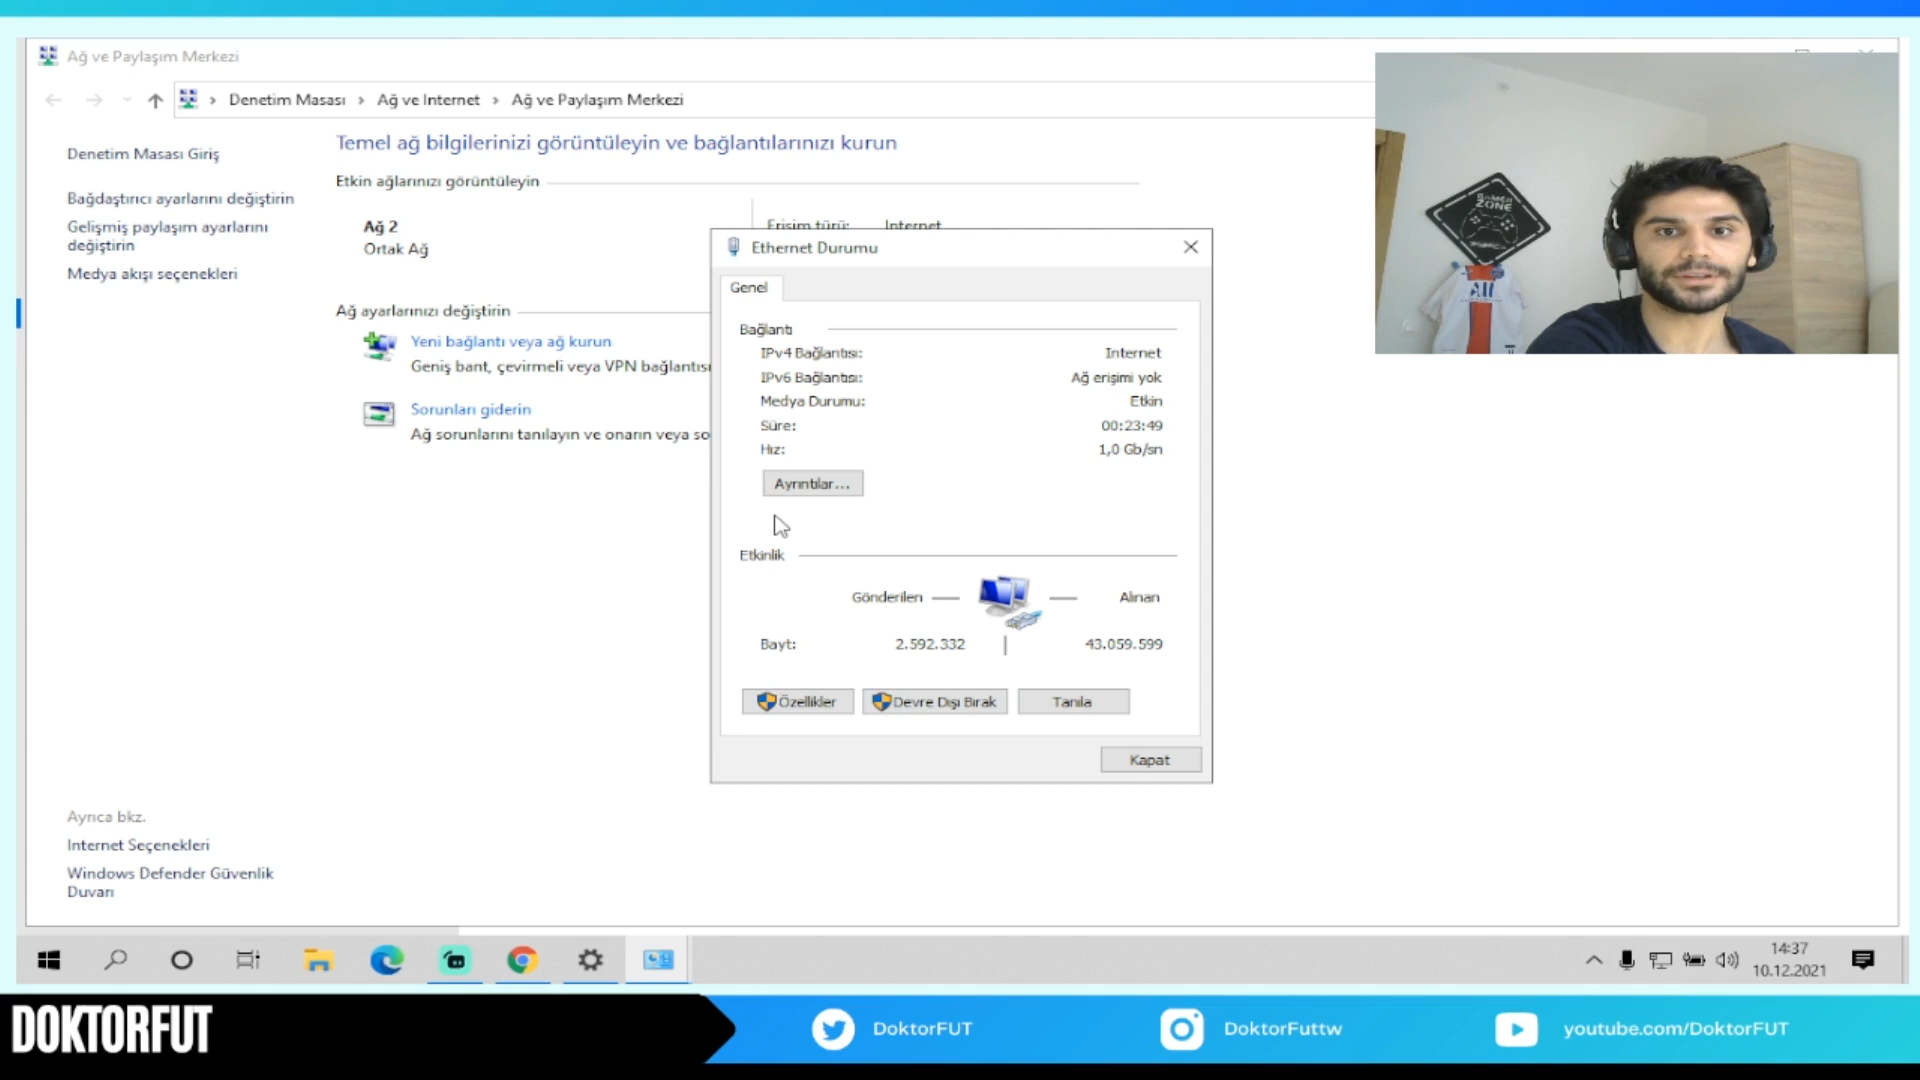 Ağ ve Paylaşım Merkezi
Denetim Masası > Ağ ve Internet > Ağ ve Paylaşım Merkezi
Denetim Masası Giriş
Bağdaştırıcı ayarlarını değiştirin
Gelişmiş paylaşım ayarlarını
değiştirin
Medya akışı seçenekleri
Temel ağ bilgilerinizi görüntüleyin ve bağlantılarınızı kurun
Etkin ağlarınızı görüntüleyin
Ağ 2
Ortak Ağ
Erişim türü: Internet
Ağ ayarlarınızı değiştirin
Yeni bağlantı veya ağ kurun
Geniş bant, çevirmeli veya VPN bağlantısı
Sorunları giderin
Ağ sorunlarını tanılayın ve onarın veya so
Ethernet Durumu
Genel
Bağlantı
IPv4 Bağlantısı: Internet
IPv6 Bağlantısı: Ağ erişimi yok
Medya Durumu: Etkin
Süre: 00:23:49
Hız: 1,0 Gb/sn
Ayrıntılar...
Etkinlik
Gönderilen — — Alınan
Bayt: 2.592.332 | 43.059.599
Özellikler
Devre Dışı Bırak
Tanıla
Kapat
Ayrıca bkz.
Internet Seçenekleri
Windows Defender Güvenlik
Duvarı
GAMER
ZONE
ALL
14:37
10.12.2021
DOKTORFUT
DoktorFUT
DoktorFuttw
youtube.com/DoktorFUT